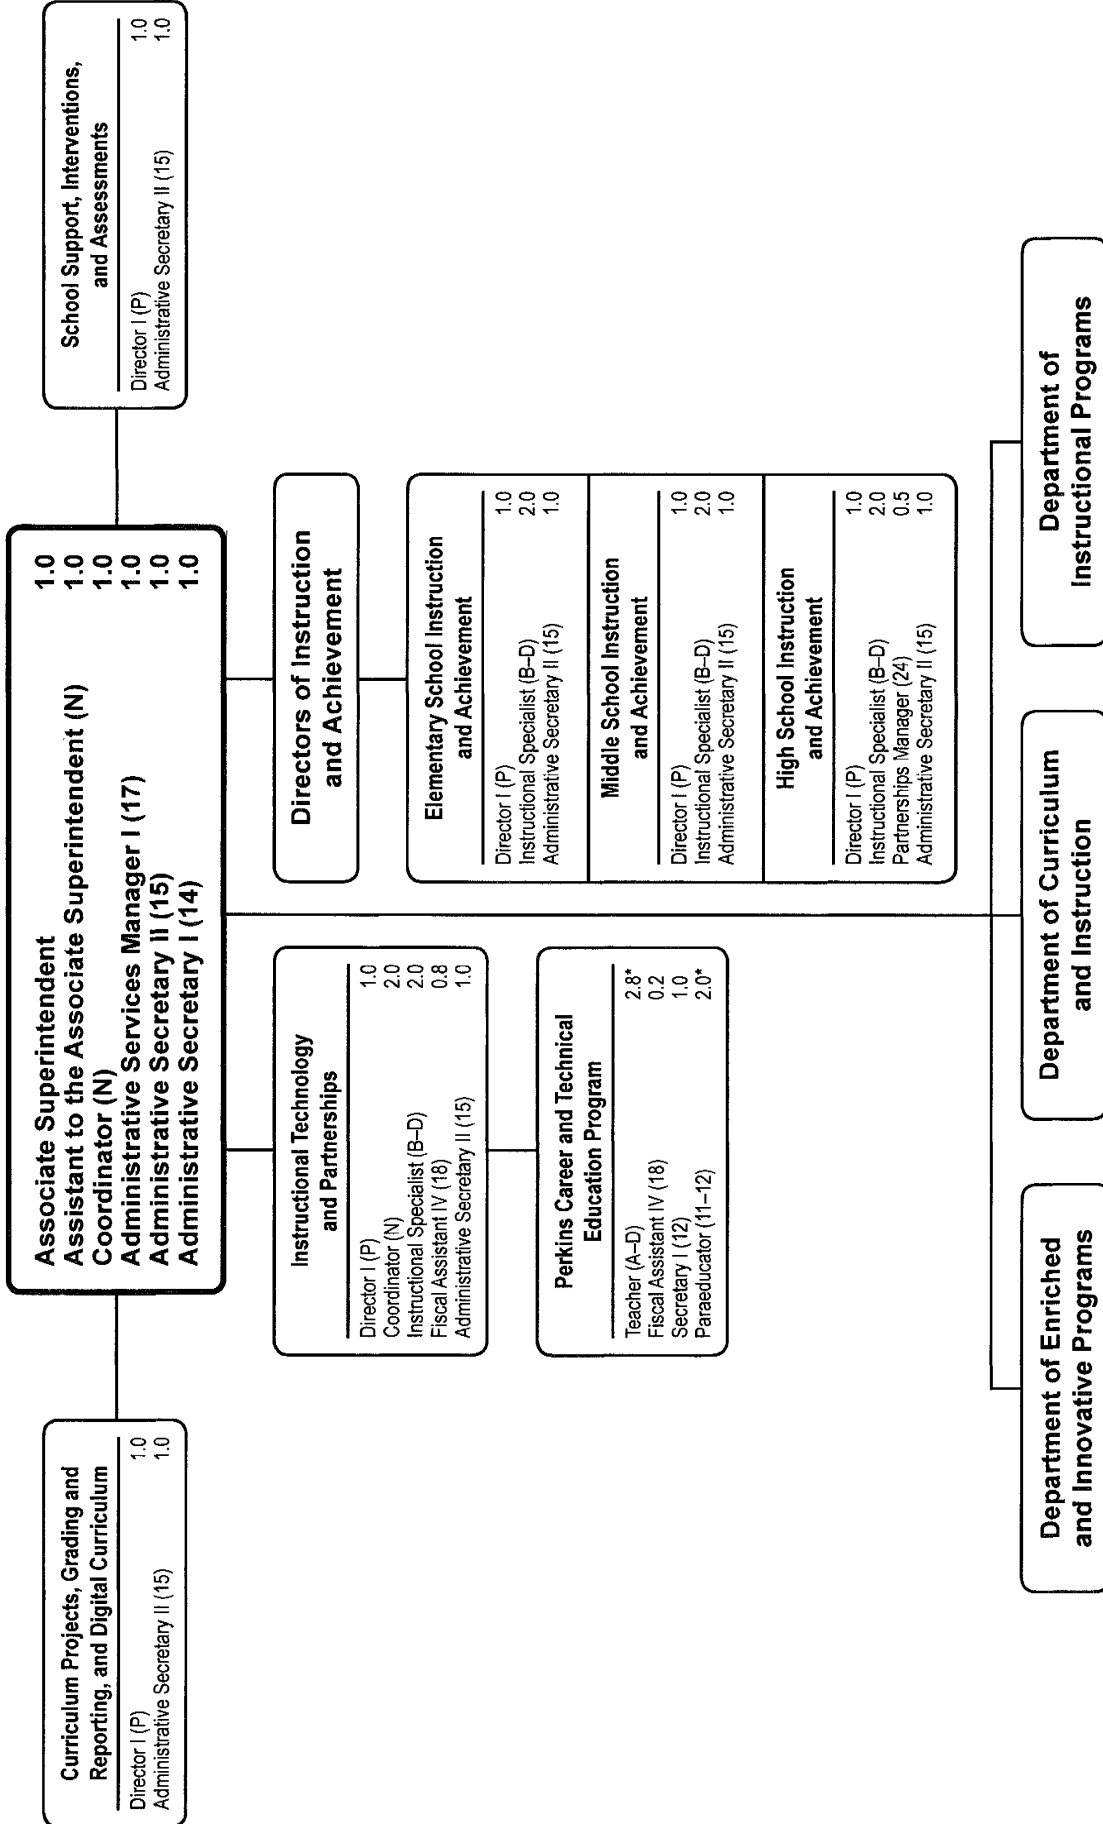 Associate Superintendent 1.0
Assistant to the Associate Superintendent (N) 1.0
Coordinator (N) 1.0
Administrative Services Manager I (17) 1.0
Administrative Secretary II (15) 1.0
Administrative Secretary I (14) 1.0
Curriculum Projects, Grading and
Reporting, and Digital Curriculum
Director I (P) 1.0
Administrative Secretary II (15) 1.0
School Support, Interventions,
and Assessments
Director I (P) 1.0
Administrative Secretary II (15) 1.0
Instructional Technology
and Partnerships
Director I (P) 1.0
Coordinator (N) 2.0
Instructional Specialist (B–D) 2.0
Fiscal Assistant IV (18) 0.8
Administrative Secretary II (15) 1.0
Perkins Career and Technical
Education Program
Teacher (A–D) 2.8*
Fiscal Assistant IV (18) 0.2
Secretary I (12) 1.0
Paraeducator (11–12) 2.0*
Directors of Instruction
and Achievement
Elementary School Instruction
and Achievement
Director I (P) 1.0
Instructional Specialist (B–D) 2.0
Administrative Secretary II (15) 1.0
Middle School Instruction
and Achievement
Director I (P) 1.0
Instructional Specialist (B–D) 2.0
Administrative Secretary II (15) 1.0
High School Instruction
and Achievement
Director I (P) 1.0
Instructional Specialist (B–D) 2.0
Partnerships Manager (24) 0.5
Administrative Secretary II (15) 1.0
Department of Enriched
and Innovative Programs
Department of Curriculum
and Instruction
Department of
Instructional Programs